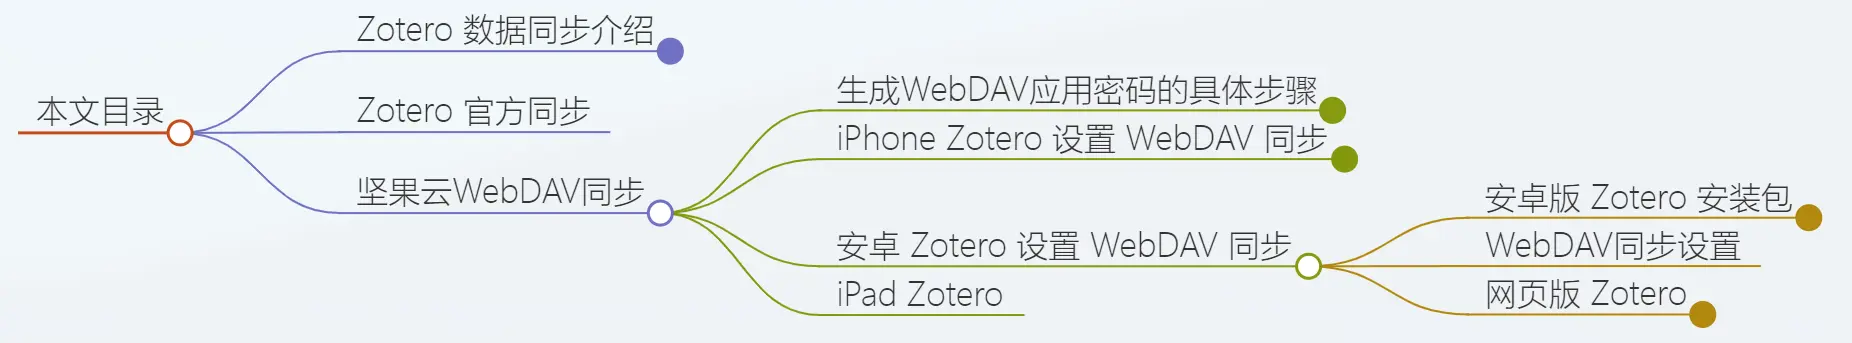 本文目录
Zotero 数据同步介绍
Zotero 官方同步
坚果云WebDAV同步
生成WebDAV应用密码的具体步骤
iPhone Zotero 设置 WebDAV 同步
安卓 Zotero 设置 WebDAV 同步
安卓版 Zotero 安装包
WebDAV同步设置
网页版 Zotero
iPad Zotero